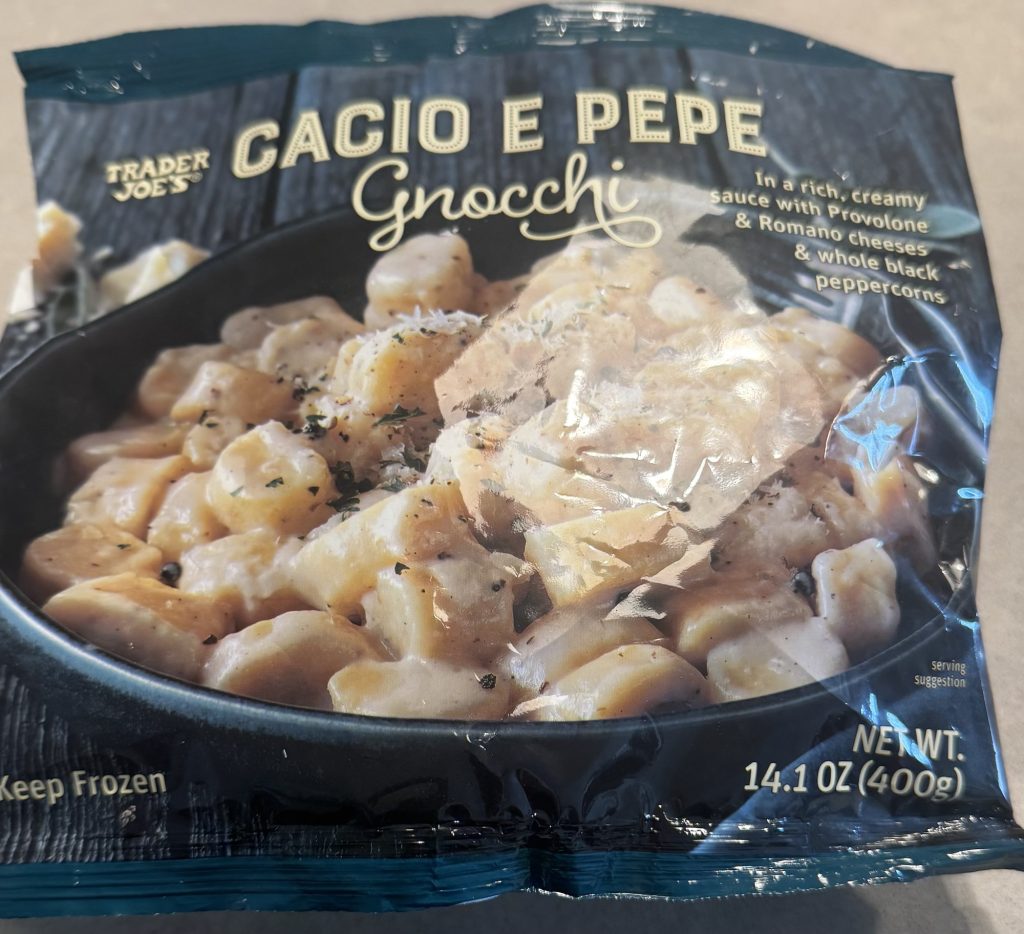 TRADER
JOE'S®
CACIO E PEPE
Gnocchi
In a rich, creamy
sauce with Provolone
& Romano cheeses
& whole black
peppercorns
serving
suggestion
Keep Frozen
NET WT.
14.1 OZ (400g)